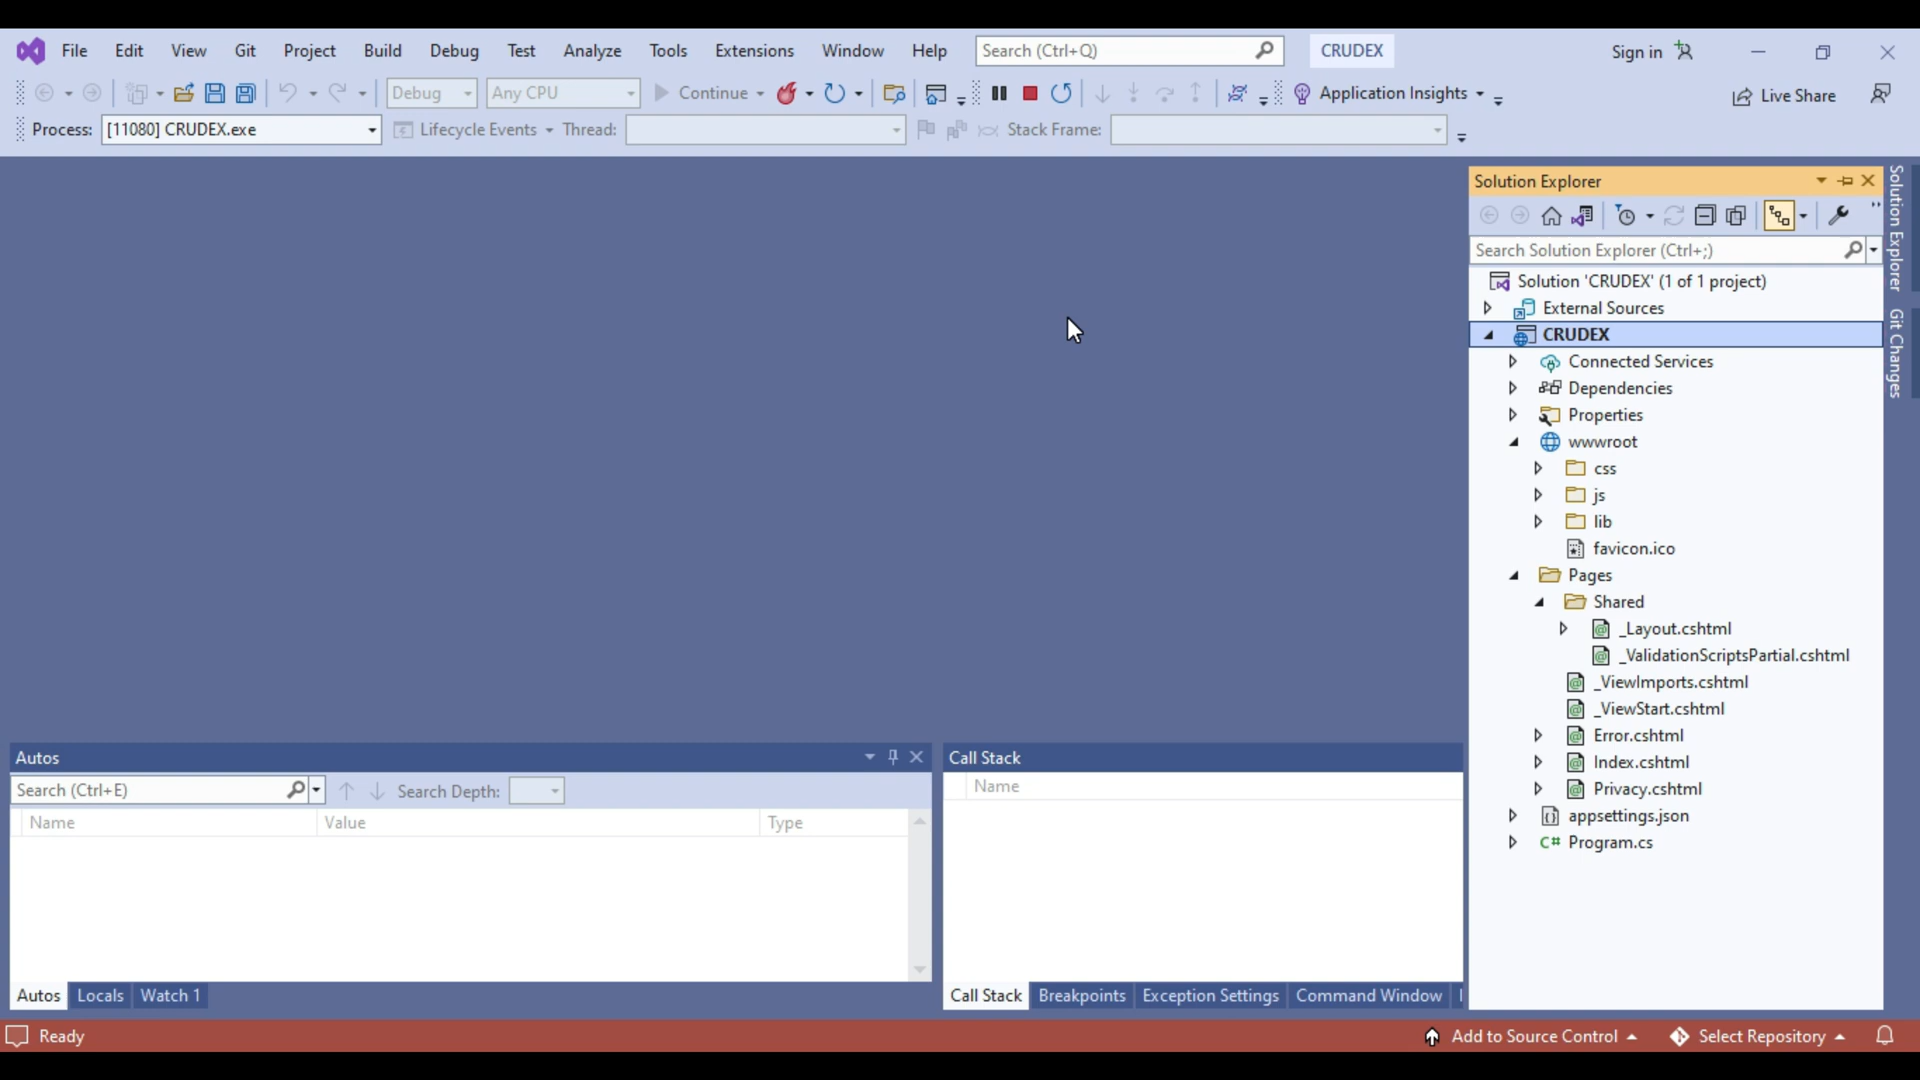 File Edit View Git Project Build Debug Test Analyze Tools Extensions Window Help Search (Ctrl+Q) CRUDEX Sign in
Debug Any CPU Continue Application Insights Live Share
Process: [11080] CRUDEX.exe Lifecycle Events Thread: Stack Frame:
Solution Explorer
Search Solution Explorer (Ctrl+;)
Solution 'CRUDEX' (1 of 1 project)
External Sources
CRUDEX
Connected Services
Dependencies
Properties
wwwroot
css
js
lib
favicon.ico
Pages
Shared
_Layout.cshtml
_ValidationScriptsPartial.cshtml
_ViewImports.cshtml
_ViewStart.cshtml
Error.cshtml
Index.cshtml
Privacy.cshtml
appsettings.json
C# Program.cs
Solution Explorer
Git Changes
Autos
Search (Ctrl+E) Search Depth:
Name Value Type
Autos Locals Watch 1
Call Stack
Name
Call Stack Breakpoints Exception Settings Command Window
Ready Add to Source Control Select Repository